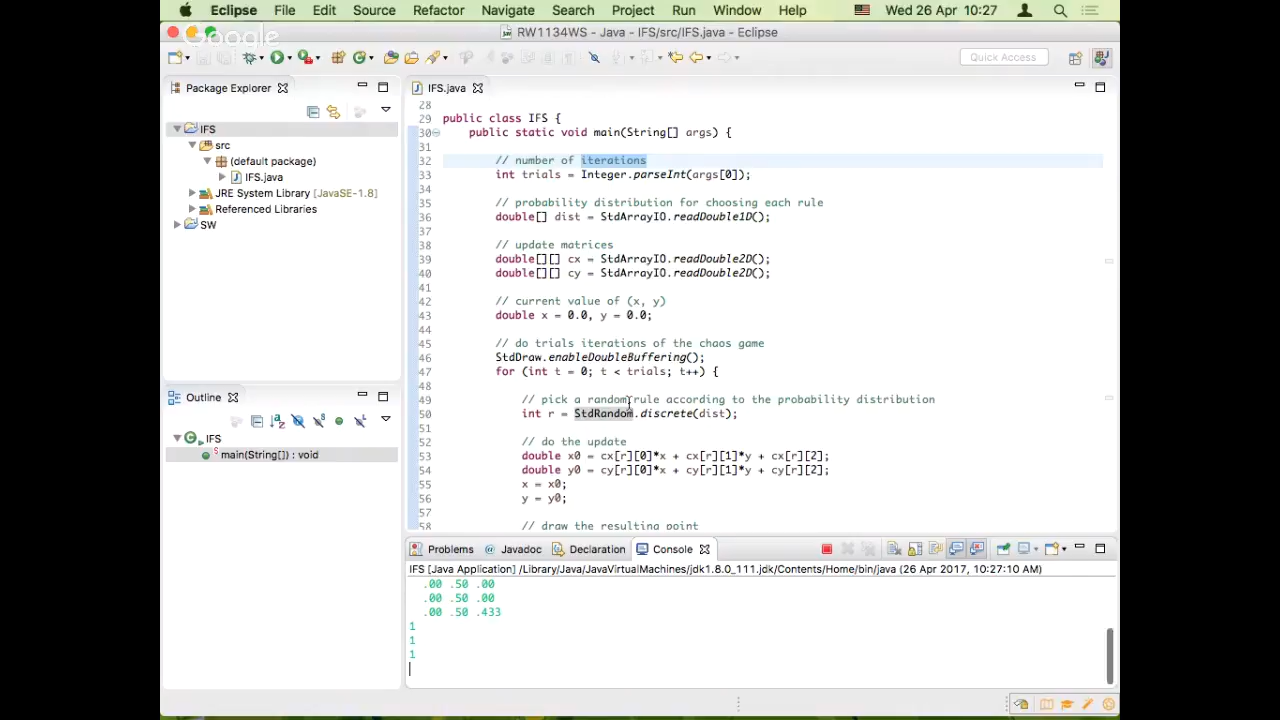 Eclipse File Edit Source Refactor Navigate Search Project Run Window Help Wed 26 Apr 10:27
Google
RW1134WS - Java - IFS/src/IFS.java - Eclipse
Quick Access
Package Explorer
IFS
src
(default package)
IFS.java
JRE System Library [JavaSE-1.8]
Referenced Libraries
SW
Outline
IFS
main(String[]) : void
IFS.java
28
29 public class IFS {
30 public static void main(String[] args) {
31
32 // number of iterations
33 int trials = Integer.parseInt(args[0]);
34
35 // probability distribution for choosing each rule
36 double[] dist = StdArrayIO.readDouble1D();
37
38 // update matrices
39 double[][] cx = StdArrayIO.readDouble2D();
40 double[][] cy = StdArrayIO.readDouble2D();
41
42 // current value of (x, y)
43 double x = 0.0, y = 0.0;
44
45 // do trials iterations of the chaos game
46 StdDraw.enableDoubleBuffering();
47 for (int t = 0; t < trials; t++) {
48
49 // pick a random rule according to the probability distribution
50 int r = StdRandom.discrete(dist);
51
52 // do the update
53 double x0 = cx[r][0]*x + cx[r][1]*y + cx[r][2];
54 double y0 = cy[r][0]*x + cy[r][1]*y + cy[r][2];
55 x = x0;
56 y = y0;
57
58 // draw the resulting point
Problems Javadoc Declaration Console
IFS [Java Application] /Library/Java/JavaVirtualMachines/jdk1.8.0_111.jdk/Contents/Home/bin/java (26 Apr 2017, 10:27:10 AM)
.00 .50 .00
.00 .50 .00
.00 .50 .433
1
1
1